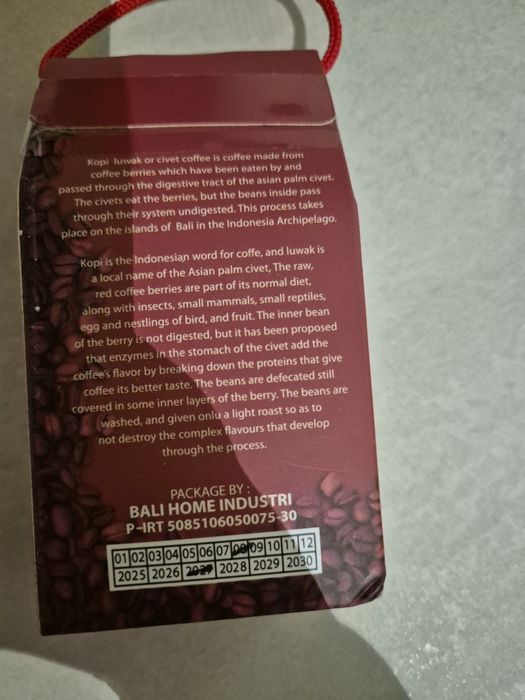 Kopi luwak or civet coffee is coffee made from
coffee berries which have been eaten by and
passed through the digestive tract of the asian palm civet.
The civets eat the berries, but the beans inside pass
through their system undigested. This process takes
place on the islands of Bali in the Indonesia Archipelago.
Kopi is the Indonesian word for coffe, and luwak is
a local name of the Asian palm civet, The raw,
red coffee berries are part of its normal diet,
along with insects, small mammals, small reptiles,
egg and nestlings of bird, and fruit. The inner bean
of the berry is not digested, but it has been proposed
that enzymes in the stomach of the civet add the
coffee's flavor by breaking down the proteins that give
coffee its better taste. The beans are defecated still
covered in some inner layers of the berry. The beans are
washed, and given onlu a light roast so as to
not destroy the complex flavours that develop
through the process.
PACKAGE BY :
BALI HOME INDUSTRI
P-IRT 5085106050075-30
01 02 03 04 05 06 07 08 09 10 11 12
2025 2026 2027 2028 2029 2030